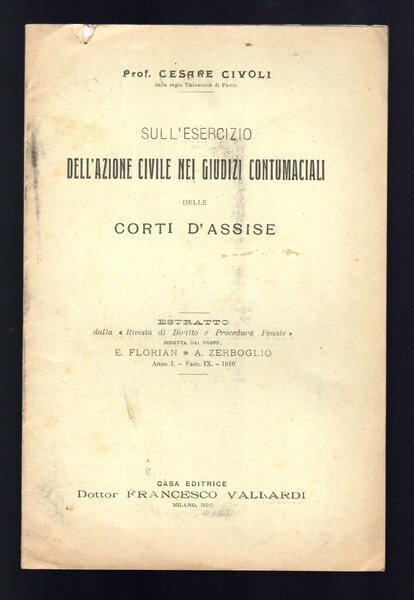 Prof. CESARE CIVOLI
della regia Università di Pavia
SULL'ESERCIZIO
DELL'AZIONE CIVILE NEI GIUDIZI CONTUMACIALI
DELLE
CORTI D'ASSISE
ESTRATTO
dalla « Rivista di Diritto e Procedura Penale »
DIRETTA DAI PROFF.
E. FLORIAN e A. ZERBOGLIO
Anno I. - Fasc. IX. - 1910
CASA EDITRICE
Dottor FRANCESCO VALLARDI
MILANO, 1910